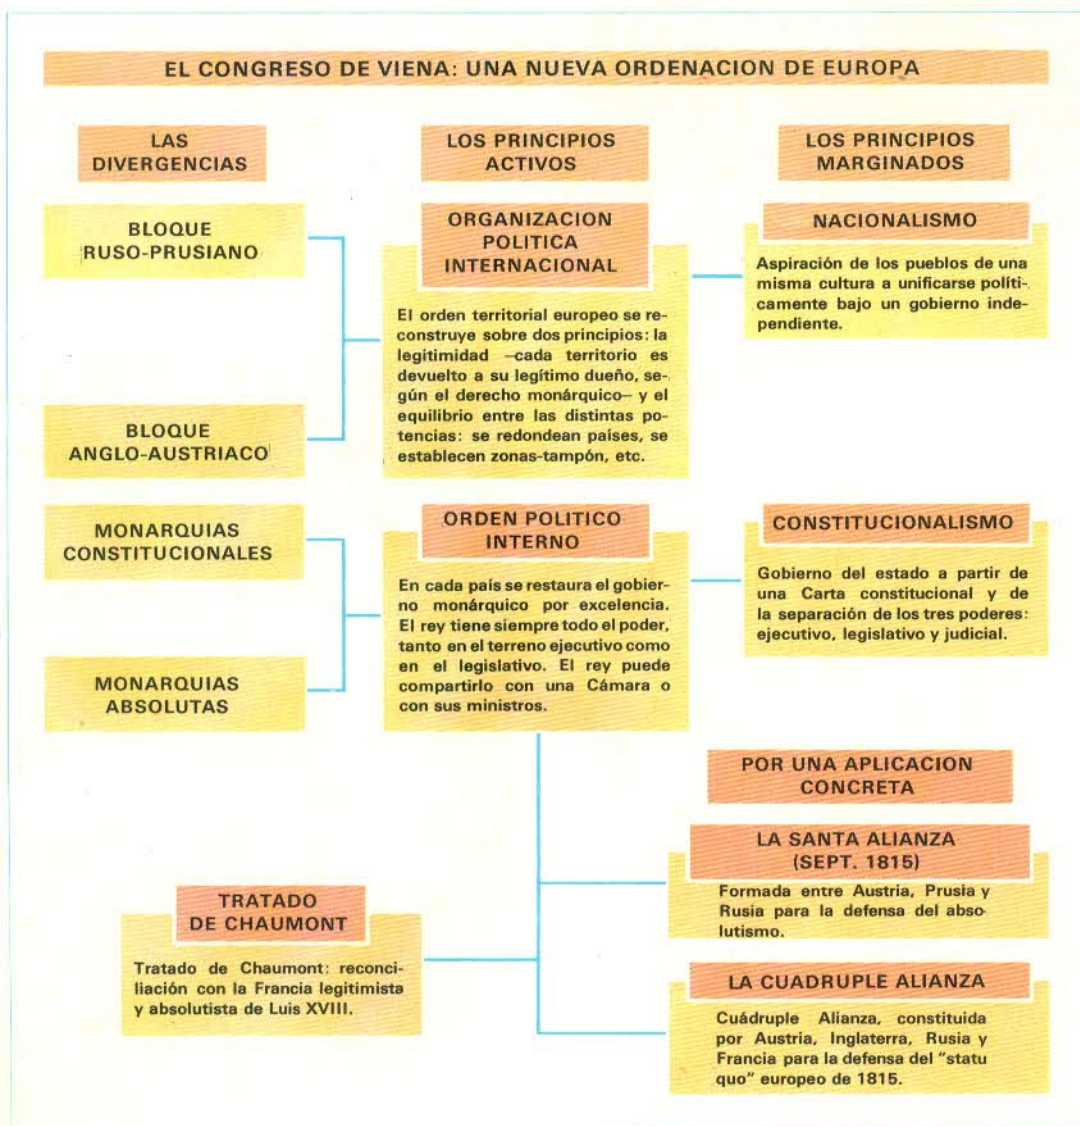 EL CONGRESO DE VIENA: UNA NUEVA ORDENACION DE EUROPA
LAS
DIVERGENCIAS
BLOQUE
RUSO-PRUSIANO
BLOQUE
ANGLO-AUSTRIACO
MONARQUIAS
CONSTITUCIONALES
MONARQUIAS
ABSOLUTAS
LOS PRINCIPIOS
ACTIVOS
ORGANIZACION
POLITICA
INTERNACIONAL
El orden territorial europeo se re-
construye sobre dos principios: la
legitimidad —cada territorio es
devuelto a su legítimo dueño, se-
gún el derecho monárquico— y el
equilibrio entre las distintas po-
tencias: se redondean países, se
establecen zonas-tampón, etc.
ORDEN POLITICO
INTERNO
En cada país se restaura el gobier-
no monárquico por excelencia.
El rey tiene siempre todo el poder,
tanto en el terreno ejecutivo como
en el legislativo. El rey puede
compartirlo con una Cámara o
con sus ministros.
LOS PRINCIPIOS
MARGINADOS
NACIONALISMO
Aspiración de los pueblos de una
misma cultura a unificarse políti-
camente bajo un gobierno inde-
pendiente.
CONSTITUCIONALISMO
Gobierno del estado a partir de
una Carta constitucional y de
la separación de los tres poderes:
ejecutivo, legislativo y judicial.
POR UNA APLICACION
CONCRETA
LA SANTA ALIANZA
(SEPT. 1815)
Formada entre Austria, Prusia y
Rusia para la defensa del abso-
lutismo.
TRATADO
DE CHAUMONT
Tratado de Chaumont: reconci-
liación con la Francia legitimista
y absolutista de Luis XVIII.
LA CUADRUPLE ALIANZA
Cuádruple Alianza, constituida
por Austria, Inglaterra, Rusia y
Francia para la defensa del "statu
quo" europeo de 1815.